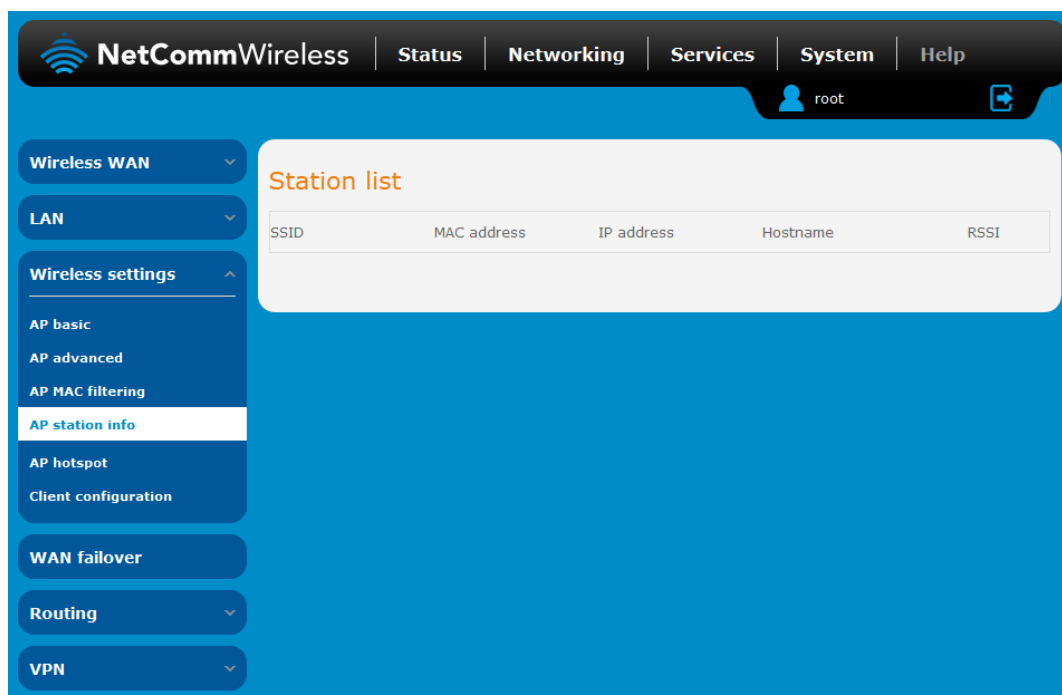 NetCommWireless Status Networking Services System Help
root
Wireless WAN
LAN
Wireless settings
AP basic
AP advanced
AP MAC filtering
AP station info
AP hotspot
Client configuration
WAN failover
Routing
VPN
Station list
SSID MAC address IP address Hostname RSSI